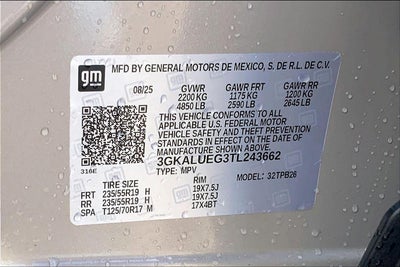 gm MFD BY GENERAL MOTORS DE MEXICO, S. DE R.L. DE C.V.
08/25 GVWR GAWR FRT GAWR RR
2200 KG 1175 KG 1200 KG
4850 LB 2590 LB 2645 LB
THIS VEHICLE CONFORMS TO ALL
APPLICABLE U.S. FEDERAL MOTOR
VEHICLE SAFETY AND THEFT PREVENTION
STANDARDS IN EFFECT ON THE DATE OF
MANUFACTURE SHOWN ABOVE.
3GKALUEG3TL243662
316E TYPE: MPV MODEL: 32TPB26
TIRE SIZE RIM
FRT 235/55R19 H 19X7.5J
RR 235/55R19 H 19X7.5J
SPA T125/70R17 M 17X4BT